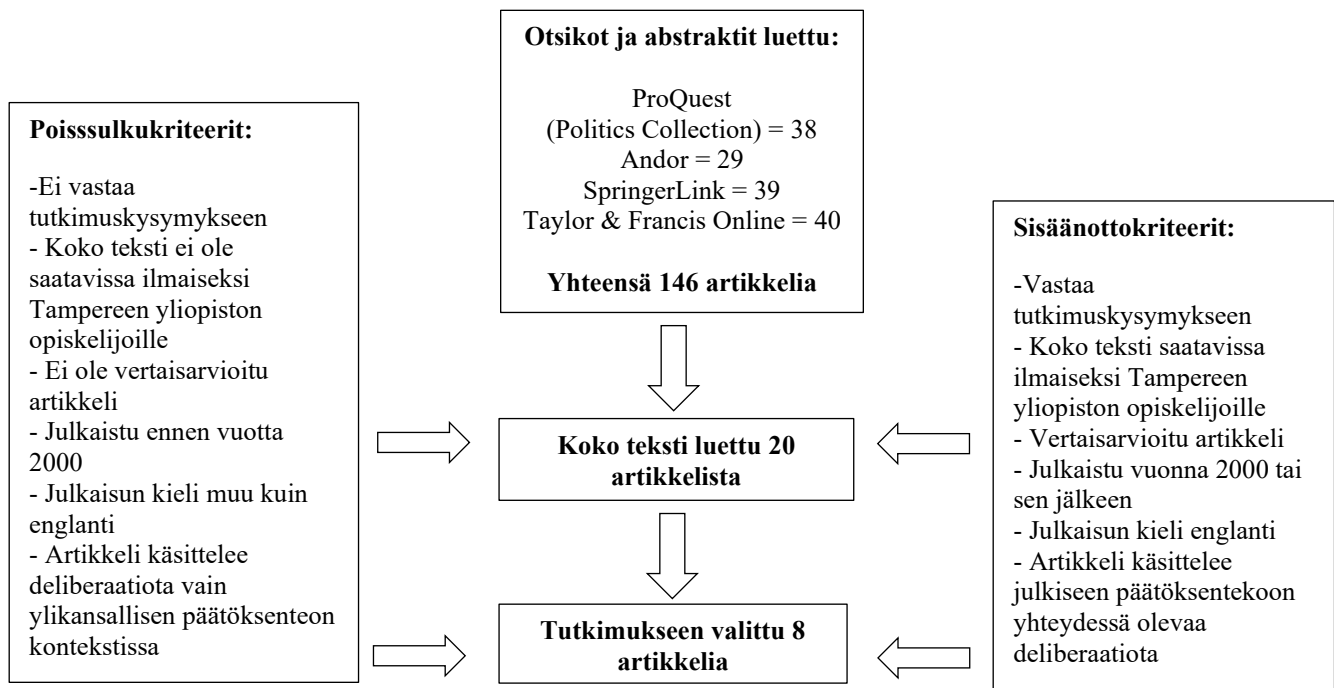 Otsikot ja abstraktit luettu:
ProQuest
(Politics Collection) = 38
Andor = 29
SpringerLink = 39
Taylor & Francis Online = 40
Yhteensä 146 artikkelia
Poisssulkukriteerit:
-Ei vastaa
tutkimuskysymykseen
- Koko teksti ei ole
saatavissa ilmaiseksi
Tampereen yliopiston
opiskelijoille
- Ei ole vertaisarvioitu
artikkeli
- Julkaistu ennen vuotta
2000
- Julkaisun kieli muu kuin
englanti
- Artikkeli käsittelee
deliberaatiota vain
ylikansallisen päätöksenteon
kontekstissa
Sisäänottokriteerit:
-Vastaa
tutkimuskysymykseen
- Koko teksti saatavissa
ilmaiseksi Tampereen
yliopiston opiskelijoille
- Vertaisarvioitu artikkeli
- Julkaistu vuonna 2000 tai
sen jälkeen
- Julkaisun kieli englanti
- Artikkeli käsittelee
julkiseen päätöksentekoon
yhteydessä olevaa
deliberaatiota
Koko teksti luettu 20
artikkelista
Tutkimukseen valittu 8
artikkelia